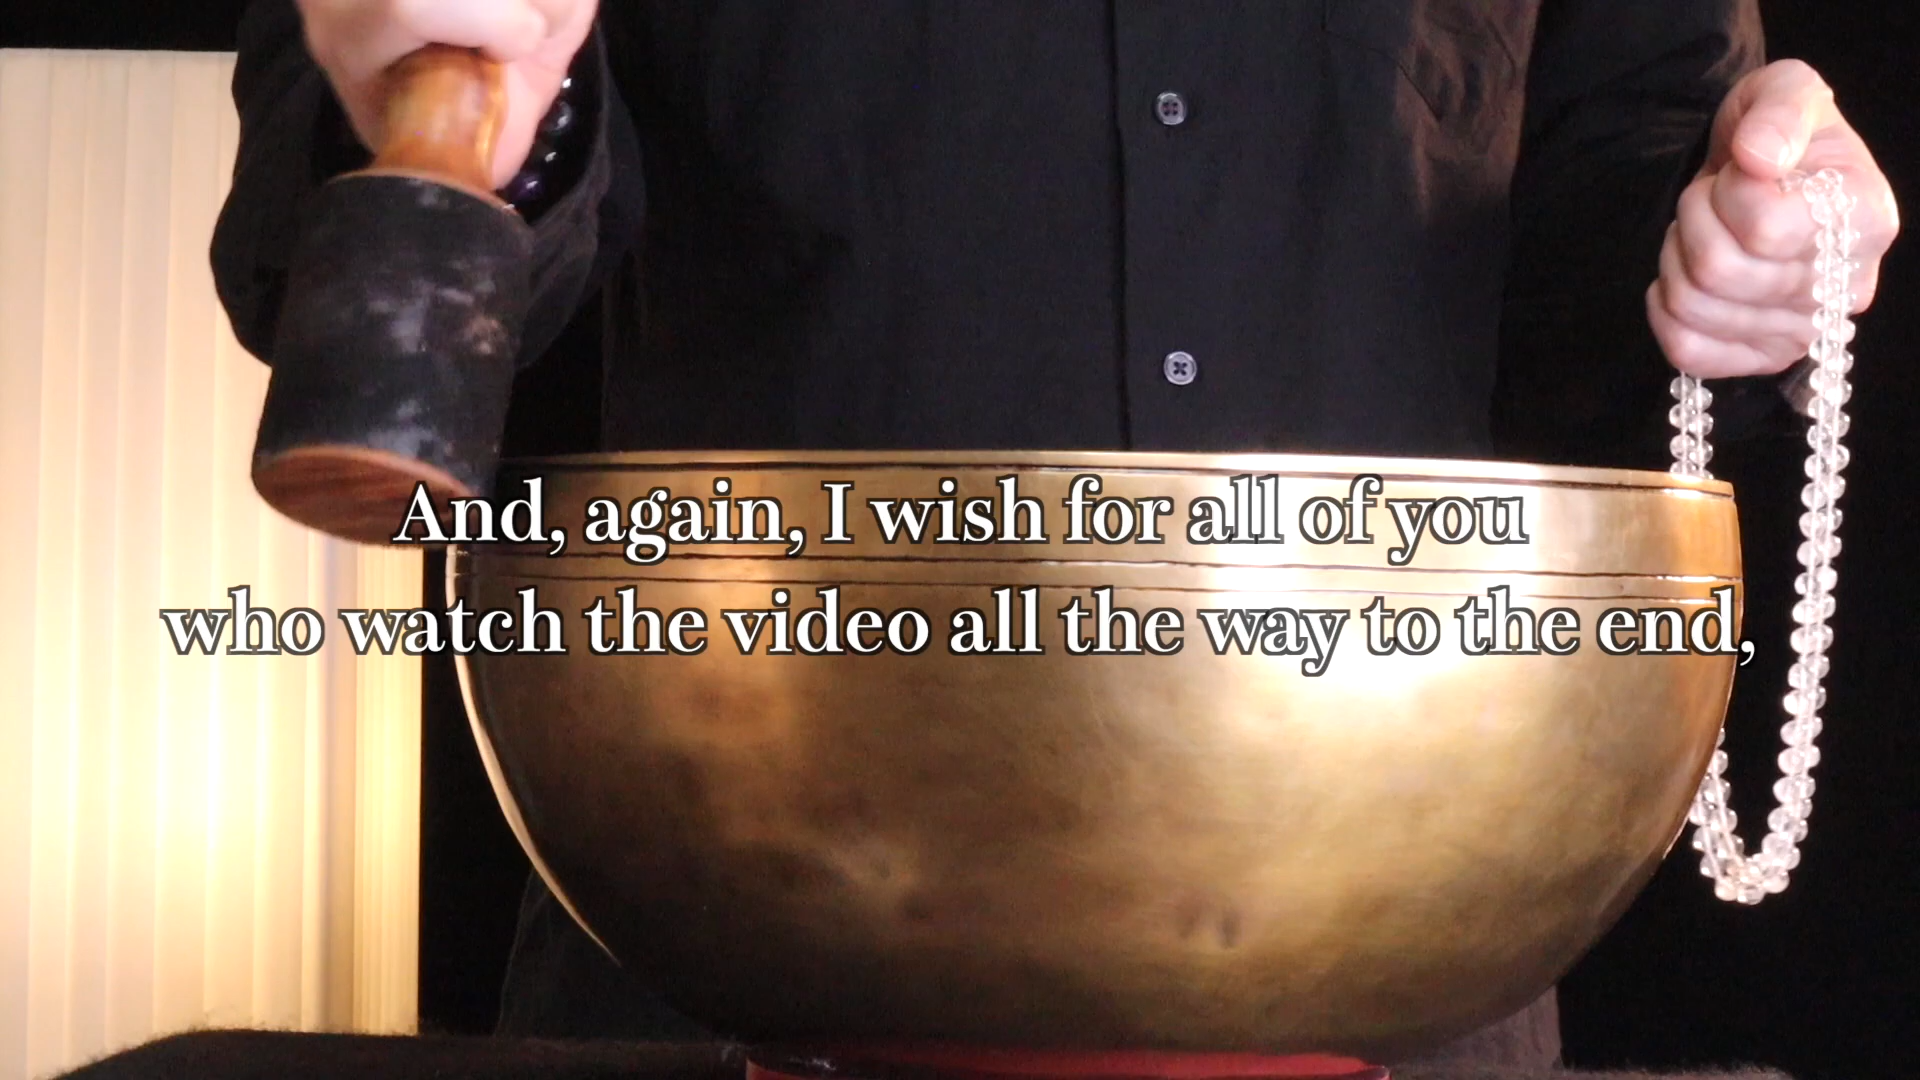 And, again, I wish for all of you
who watch the video all the way to the end,